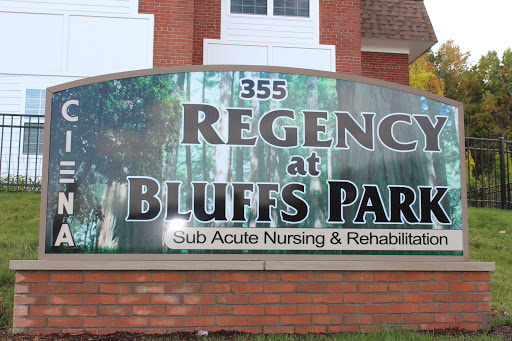 CIENA
355
REGENCY
at
BLUFFS PARK
Sub Acute Nursing & Rehabilitation